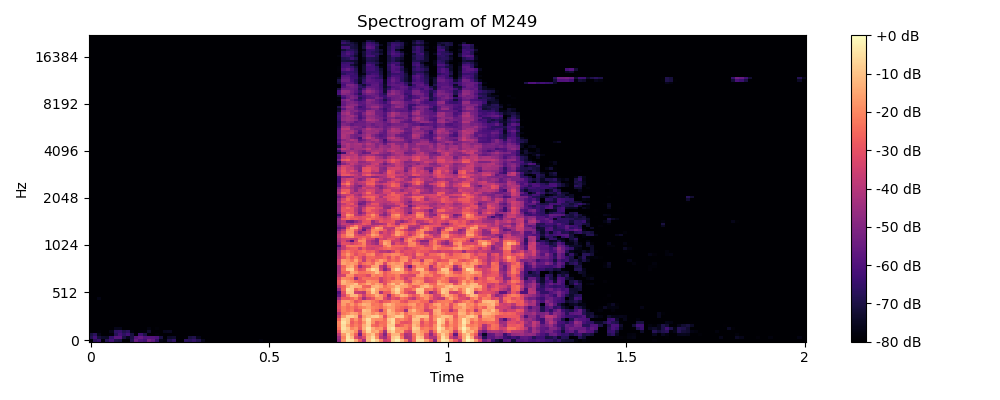 Spectrogram of M249
16384
8192
4096
2048
1024
512
0
Hz
0
0.5
1
1.5
2
Time
+0 dB
-10 dB
-20 dB
-30 dB
-40 dB
-50 dB
-60 dB
-70 dB
-80 dB